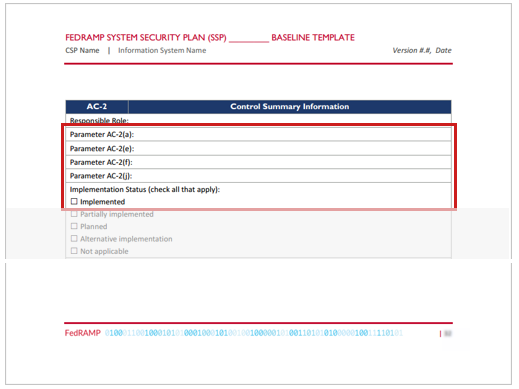 FEDRAMP SYSTEM SECURITY PLAN (SSP) ________ BASELINE TEMPLATE
CSP Name | Information System Name Version #.#, Date
AC-2 Control Summary Information
Responsible Role:
Parameter AC-2(a):
Parameter AC-2(e):
Parameter AC-2(f):
Parameter AC-2(j):
Implementation Status (check all that apply):
☐ Implemented
☐ Partially implemented
☐ Planned
☐ Alternative implementation
☐ Not applicable
FedRAMP